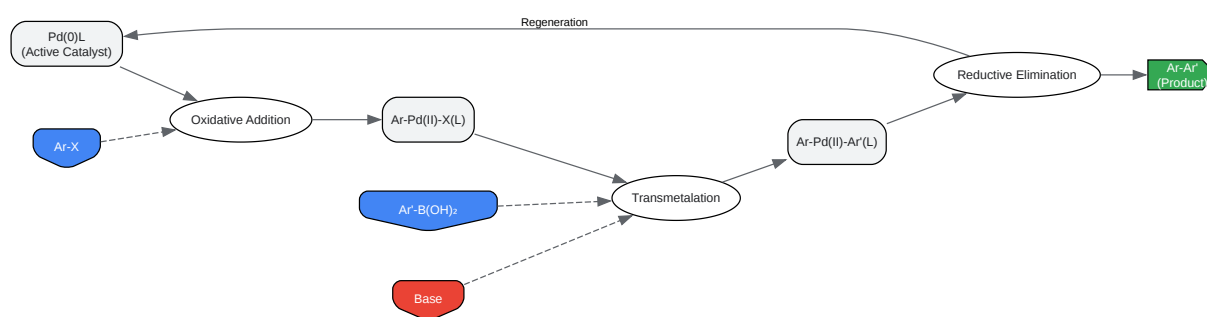 Regeneration
Pd(0)L
(Active Catalyst)
Reductive Elimination
Ar-Ar'
(Product)
Oxidative Addition
Ar-Pd(II)-X(L)
Ar-X
Ar-Pd(II)-Ar'(L)
Transmetalation
Ar'-B(OH)₂
Base